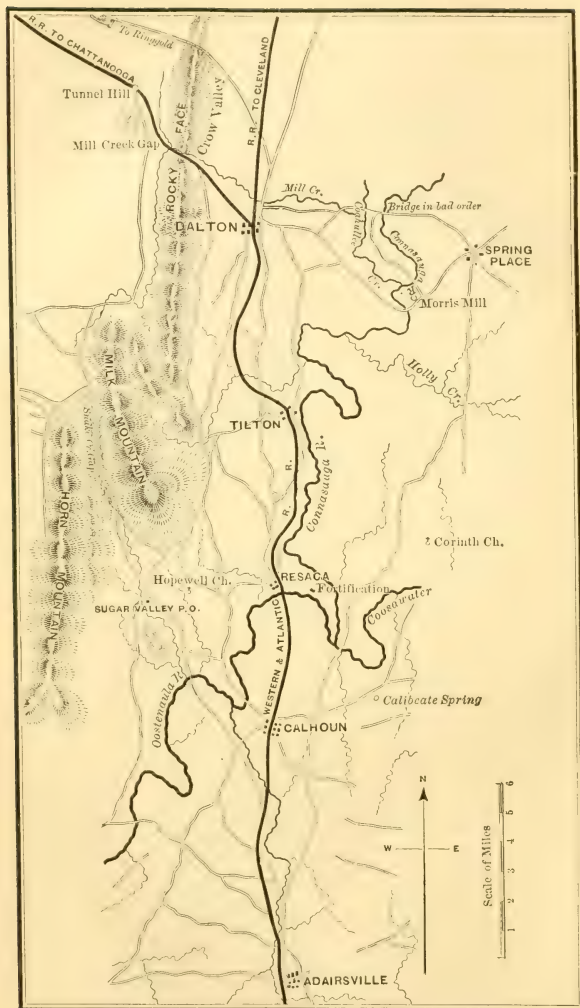 R.R. TO CHATTANOOGA
To Ringgold
R.R. TO CLEVELAND
Tunnel Hill
Mill Creek Gap
ROCKY FACE
Crow Valley
Mill Cr.
Bridge in bad order
DALTON
Connasauga
SPRING
PLACE
Cr.
Morris Mill
Holly Cr.
MILK MOUNTAIN
TILTON
Connasauga R.
R. R.
HORN MOUNTAIN
Corinth Ch.
Hopewell Ch.
RESACA
Fortification
SUGAR VALLEY P.O.
Coosawater
WESTERN & ATLANTIC
Oostenaula R.
Calibeate Spring
CALHOUN
N
W
E
Scale of Miles
1 2 3 4 5 6
ADAIRSVILLE